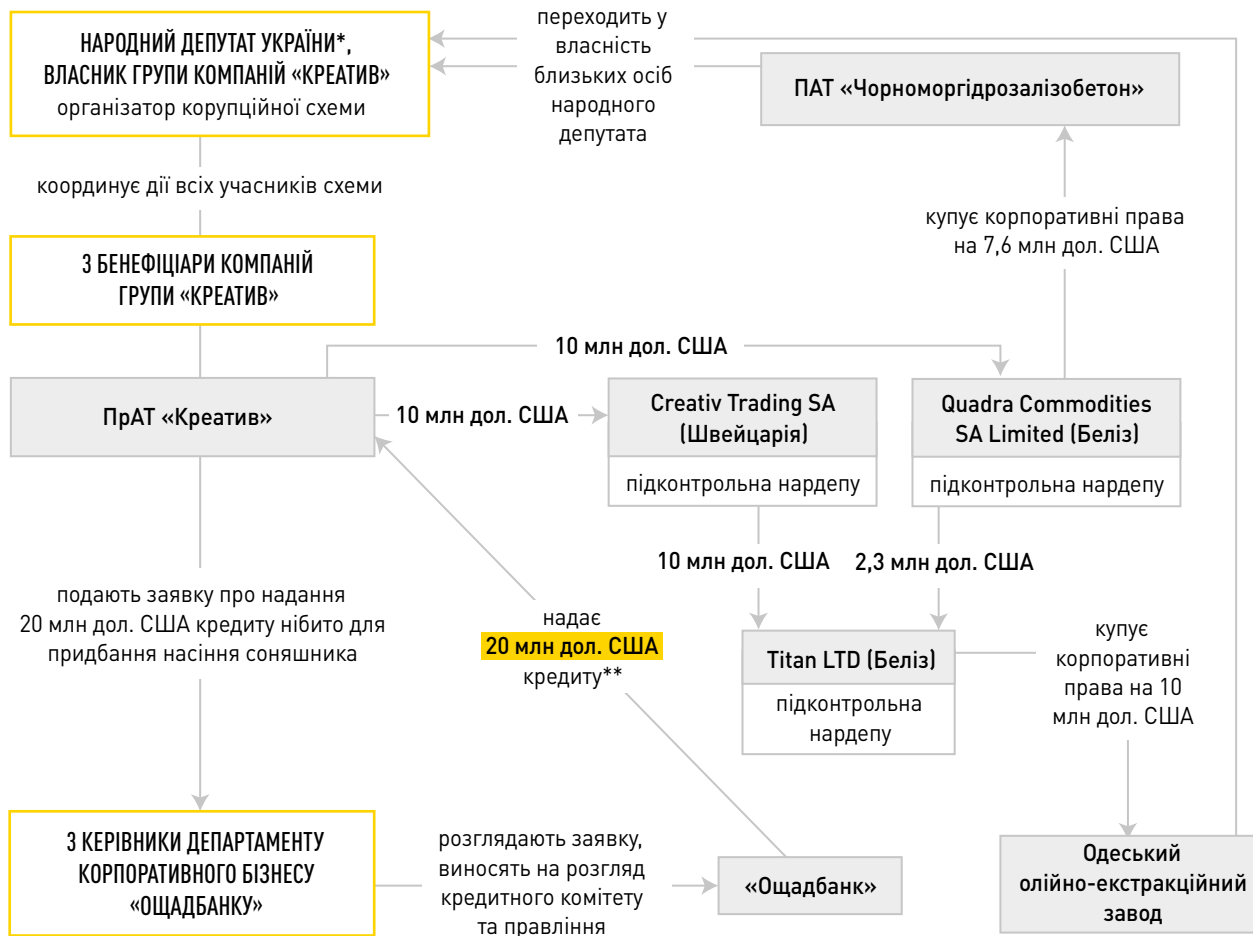 НАРОДНИЙ ДЕПУТАТ УКРАЇНИ*,
ВЛАСНИК ГРУПИ КОМПАНІЙ «КРЕАТИВ»
організатор корупційної схеми
переходить у
власність
близьких осіб
народного
депутата
ПАТ «Чорноморгідрозалізобетон»
координує дії всіх учасників схеми
купує корпоративні права
на 7,6 млн дол. США
3 БЕНЕФІЦІАРИ КОМПАНІЙ
ГРУПИ «КРЕАТИВ»
10 млн дол. США
ПрАТ «Креатив»
10 млн дол. США
Creativ Trading SA
(Швейцарія)
підконтрольна нардепу
Quadra Commodities
SA Limited (Беліз)
підконтрольна нардепу
10 млн дол. США
2,3 млн дол. США
подають заявку про надання
20 млн дол. США кредиту нібито для
придбання насіння соняшника
надає
20 млн дол. США
кредиту**
Titan LTD (Беліз)
підконтрольна
нардепу
купує
корпоративні
права на 10
млн дол. США
3 КЕРІВНИКИ ДЕПАРТАМЕНТУ
КОРПОРАТИВНОГО БІЗНЕСУ
«ОЩАДБАНКУ»
розглядають заявку,
виносять на розгляд
кредитного комітету
та правління
«Ощадбанк»
Одеський
олійно-екстракційний
завод